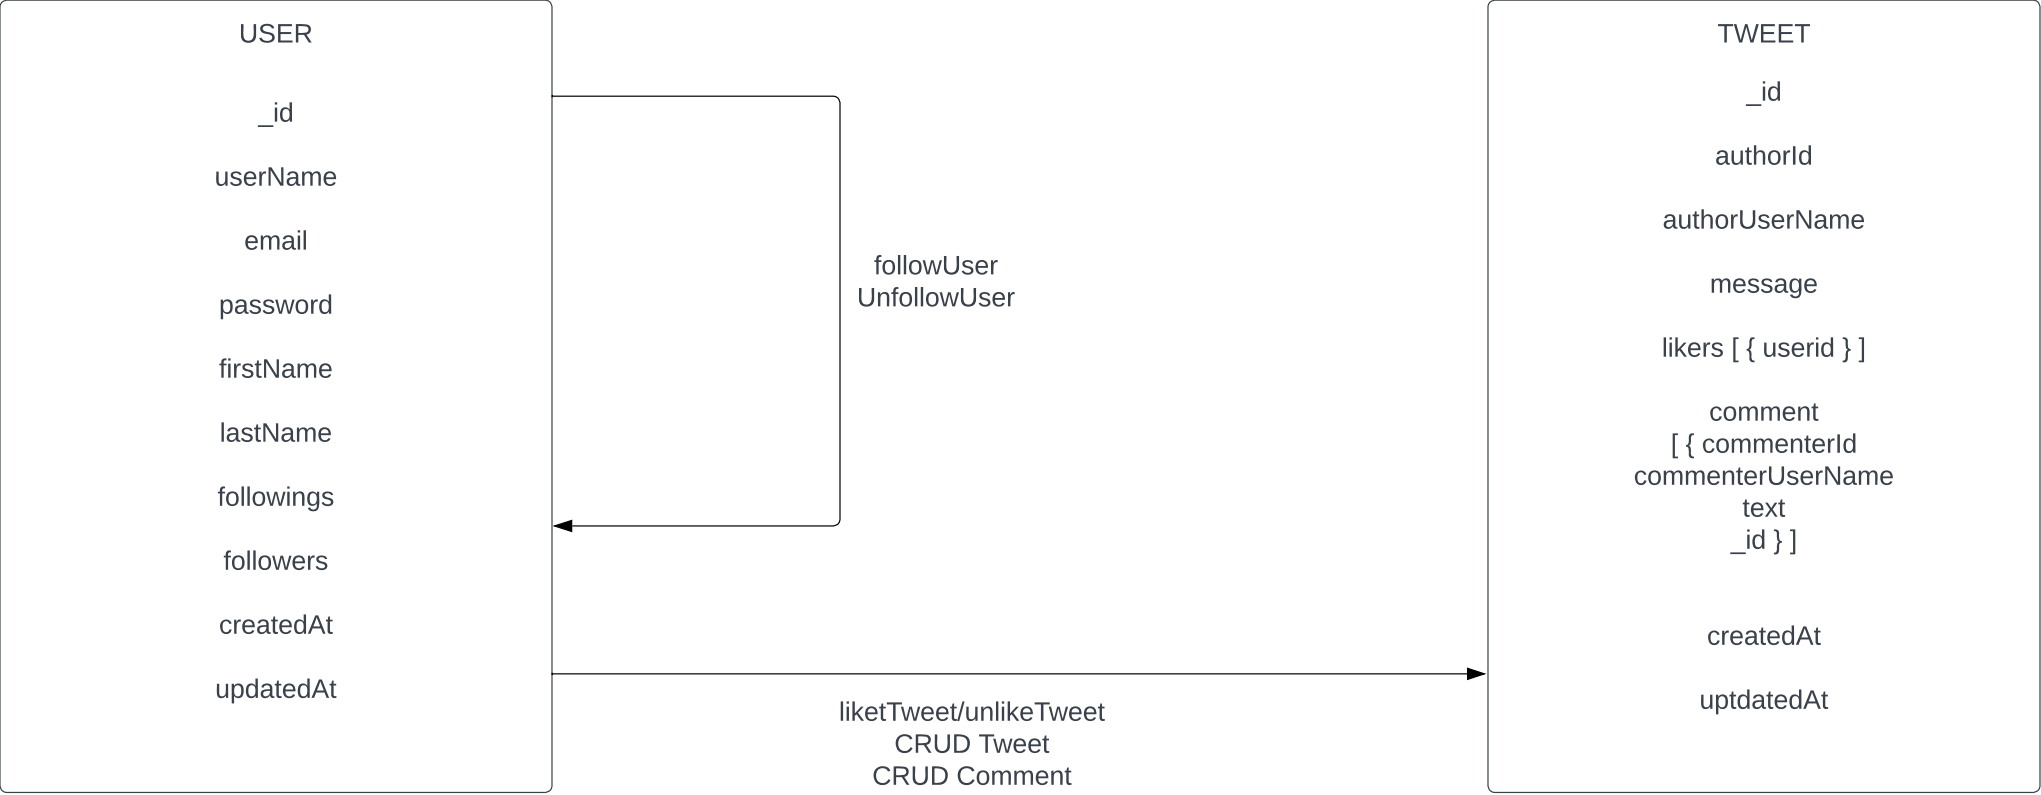 USER
_id
userName
email
password
firstName
lastName
followings
followers
createdAt
updatedAt
followUser
UnfollowUser
liketTweet/unlikeTweet
CRUD Tweet
CRUD Comment
TWEET
_id
authorId
authorUserName
message
likers [ { userid } ]
comment
[ { commenterId
commenterUserName
text
_id } ]
createdAt
uptdatedAt